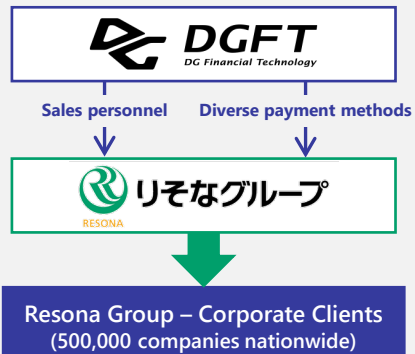 DGFT
DG Financial Technology
Sales personnel
Diverse payment methods
りそなグループ
RESONA
Resona Group – Corporate Clients
(500,000 companies nationwide)